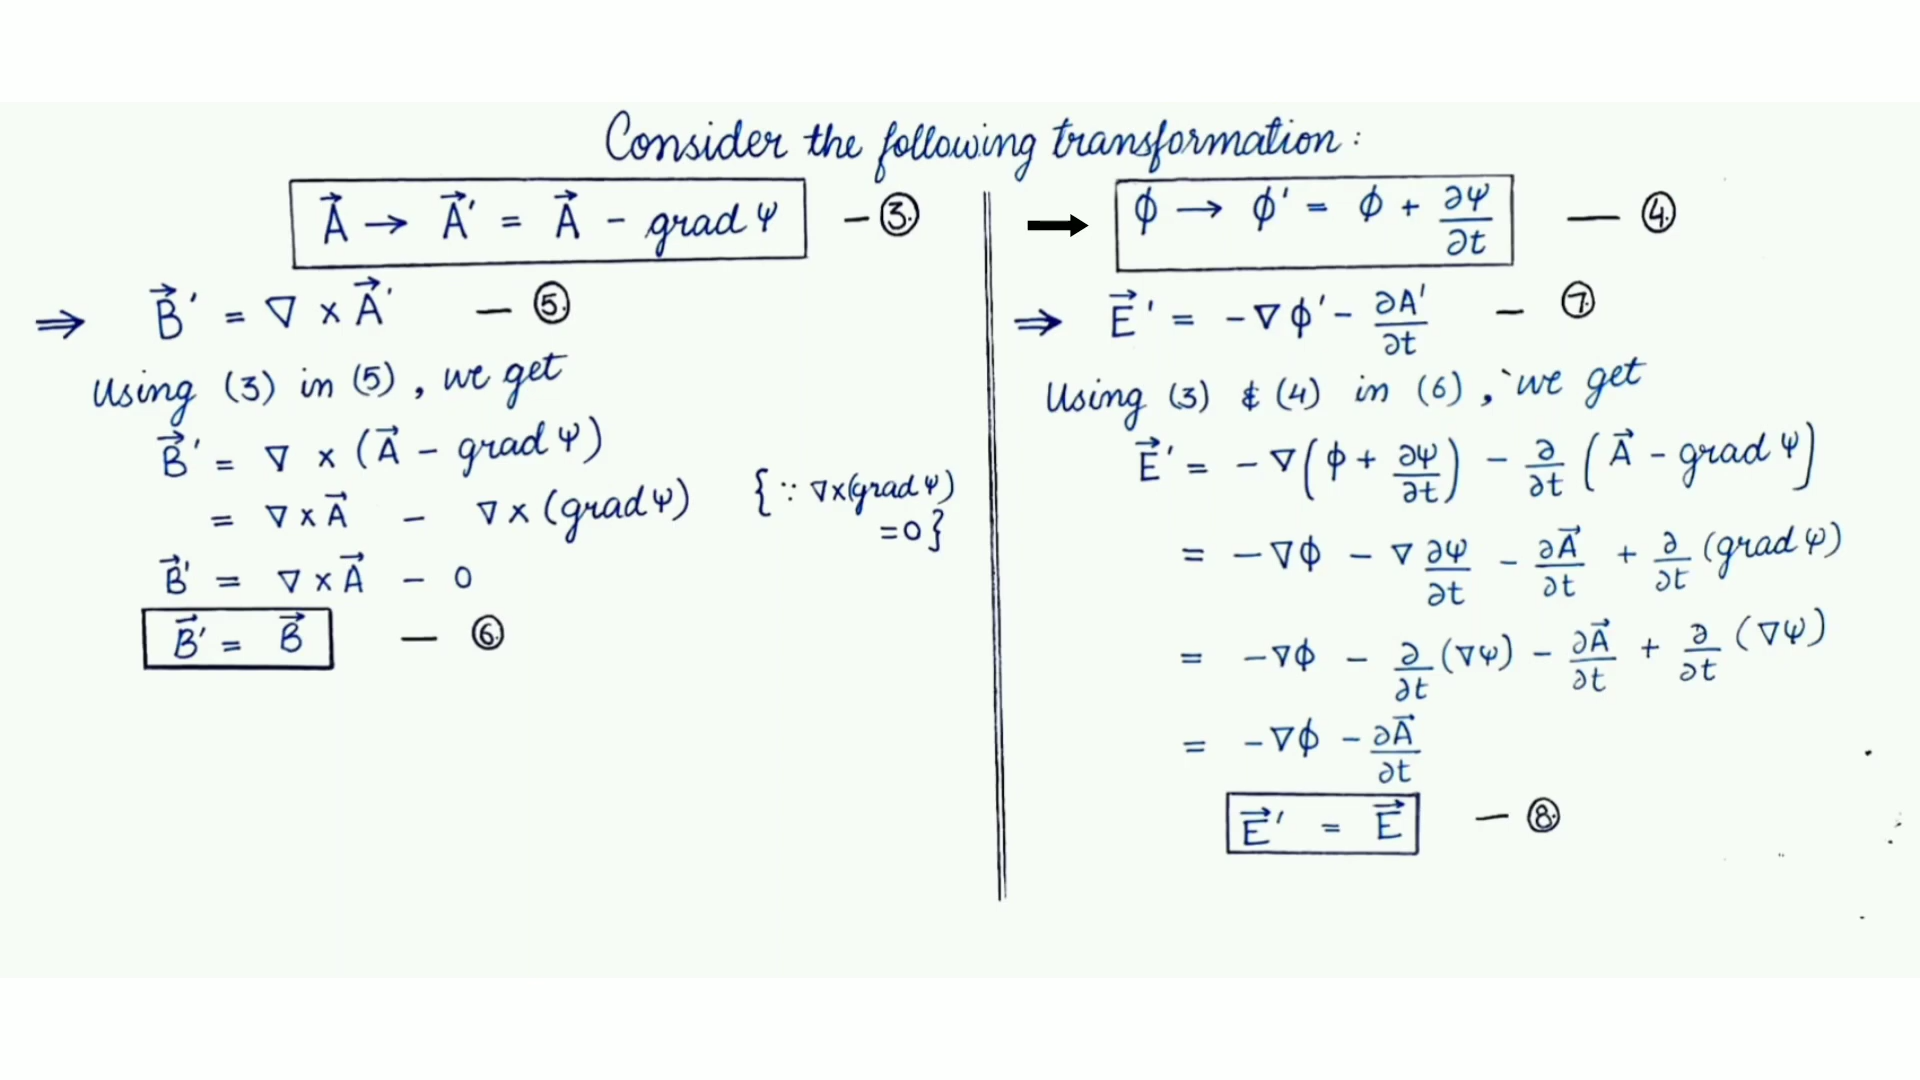 Consider the following transformation:
A⃗ → A⃗' = A⃗ - grad ψ — ③
⇒ B⃗' = ∇ × A⃗' — ⑤
Using (3) in (5), we get
B⃗' = ∇ × (A⃗ - grad ψ)
= ∇×A⃗ - ∇×(grad ψ) {∵ ∇×(grad ψ)
=0}
B⃗' = ∇×A⃗ - 0
B⃗' = B⃗ — ⑥
→ ϕ → ϕ' = ϕ + ∂ψ/∂t — ④
⇒ E⃗' = -∇ϕ' - ∂A'/∂t — ⑦
Using (3) & (4) in (6), we get
E⃗' = -∇(ϕ + ∂ψ/∂t) - ∂/∂t (A⃗ - grad ψ)
= -∇ϕ - ∇ ∂ψ/∂t - ∂A⃗/∂t + ∂/∂t (grad ψ)
= -∇ϕ - ∂/∂t (∇ψ) - ∂A⃗/∂t + ∂/∂t (∇ψ)
= -∇ϕ - ∂A⃗/∂t
E⃗' = E⃗ — ⑧